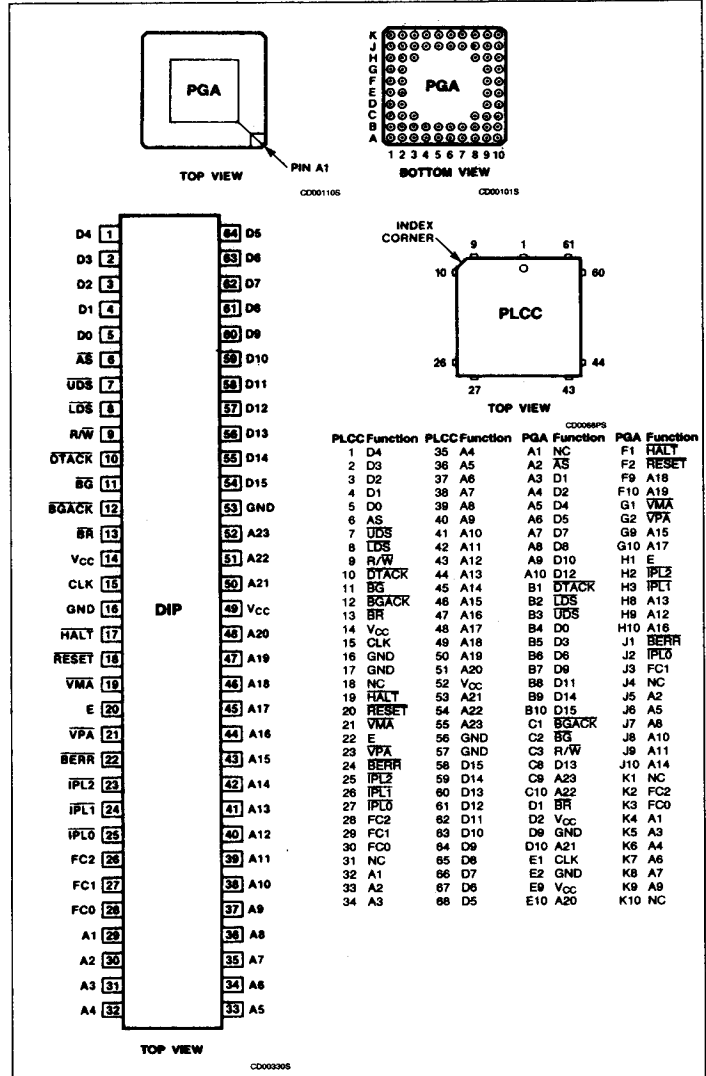 PGA
PIN A1
TOP VIEW
CD00110S
K
J
H
G
F
E
D
C
B
A
PGA
1 2 3 4 5 6 7 8 9 10
BOTTOM VIEW
CD00101S
D4 1 64 D5
D3 2 63 D6
D2 3 62 D7
D1 4 61 D8
D0 5 60 D9
AS 6 59 D10
UDS 7 58 D11
LDS 8 57 D12
R/W 9 56 D13
DTACK 10 55 D14
BG 11 54 D15
BGACK 12 53 GND
BR 13 52 A23
VCC 14 51 A22
CLK 15 50 A21
GND 16 DIP 49 VCC
HALT 17 48 A20
RESET 18 47 A19
VMA 19 46 A18
E 20 45 A17
VPA 21 44 A16
BERR 22 43 A15
IPL2 23 42 A14
IPL1 24 41 A13
IPL0 25 40 A12
FC2 26 39 A11
FC1 27 38 A10
FC0 28 37 A9
A1 29 36 A8
A2 30 35 A7
A3 31 34 A6
A4 32 33 A5
TOP VIEW
CD00330S
INDEX
CORNER
9 1 61
10 60
PLCC
26 44
27 43
TOP VIEW
CD0066PS
PLCC Function PLCC Function PGA Function PGA Function
1 D4 35 A4 A1 NC F1 HALT
2 D3 36 A5 A2 AS F2 RESET
3 D2 37 A6 A3 D1 F9 A18
4 D1 38 A7 A4 D2 F10 A19
5 D0 39 A8 A5 D4 G1 VMA
6 AS 40 A9 A6 D5 G2 VPA
7 UDS 41 A10 A7 D7 G9 A15
8 LDS 42 A11 A8 D8 G10 A17
9 R/W 43 A12 A9 D10 H1 E
10 DTACK 44 A13 A10 D12 H2 IPL2
11 BG 45 A14 B1 DTACK H3 IPL1
12 BGACK 46 A15 B2 LDS H8 A13
13 BR 47 A16 B3 UDS H9 A12
14 VCC 48 A17 B4 D0 H10 A16
15 CLK 49 A18 B5 D3 J1 BERR
16 GND 50 A19 B6 D6 J2 IPL0
17 GND 51 A20 B7 D9 J3 FC1
18 NC 52 VCC B8 D11 J4 NC
19 HALT 53 A21 B9 D14 J5 A2
20 RESET 54 A22 B10 D15 J6 A5
21 VMA 55 A23 C1 BGACK J7 A8
22 E 56 GND C2 BG J8 A10
23 VPA 57 GND C3 R/W J9 A11
24 BERR 58 D15 C8 D13 J10 A14
25 IPL2 59 D14 C9 A23 K1 NC
26 IPL1 60 D13 C10 A22 K2 FC2
27 IPL0 61 D12 D1 BR K3 FC0
28 FC2 62 D11 D2 VCC K4 A1
29 FC1 63 D10 D9 GND K5 A3
30 FC0 64 D9 D10 A21 K6 A4
31 NC 65 D8 E1 CLK K7 A6
32 A1 66 D7 E2 GND K8 A7
33 A2 67 D6 E9 VCC K9 A9
34 A3 68 D5 E10 A20 K10 NC